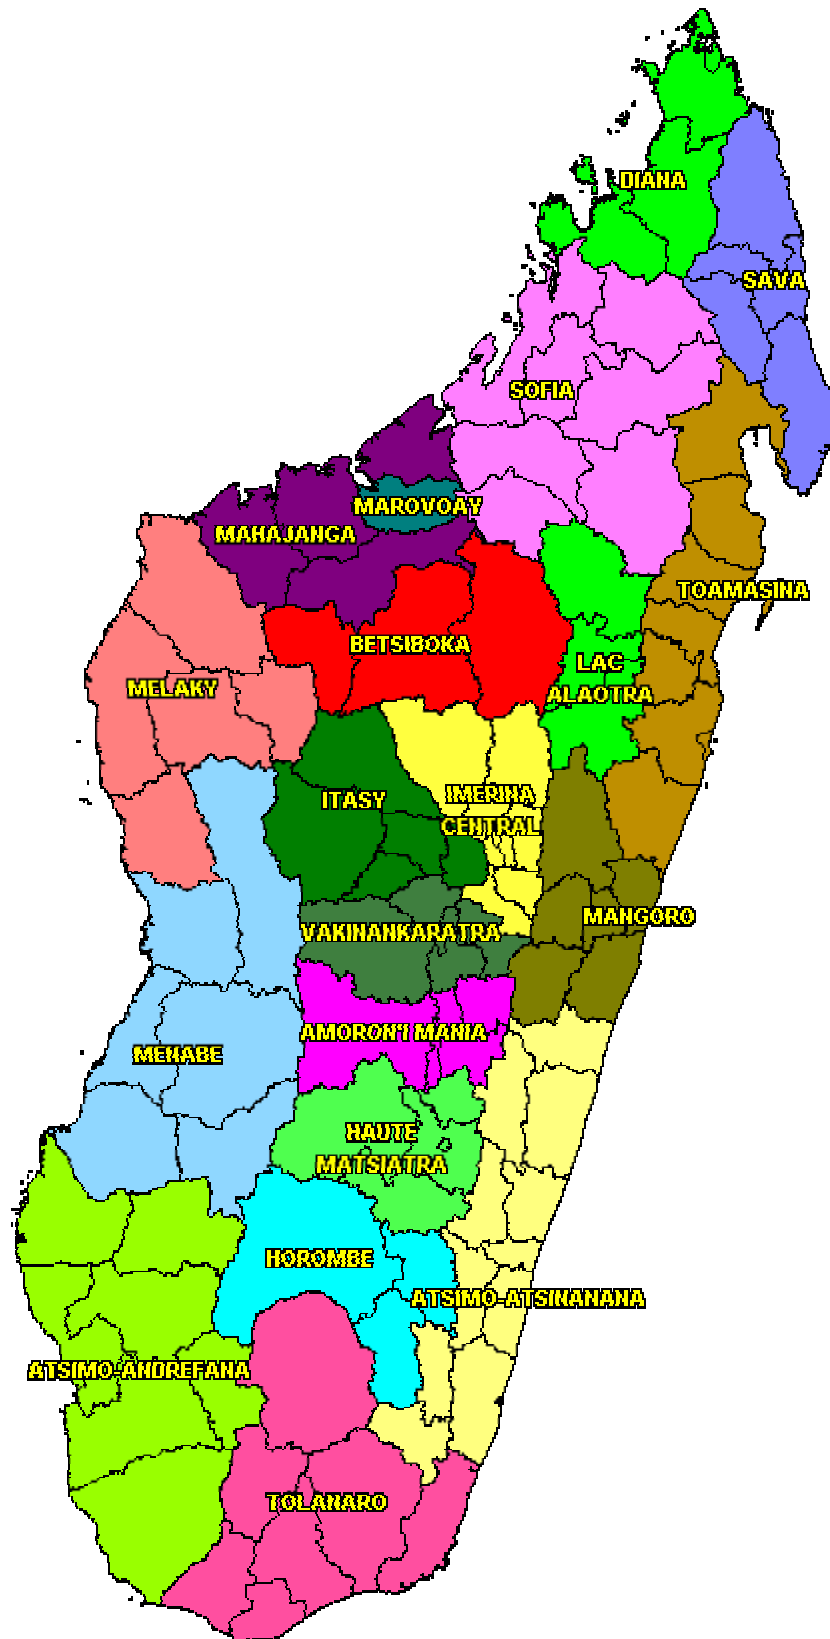 DIANA
SAVA
SOFIA
MAROVOAY
MAHAJANGA
TOAMASINA
BETSIBOKA
LAC
ALAOTRA
MELAKY
ITASY
IMERINA
CENTRAL
MANGORO
VAKINANKARATRA
AMORON'I MANIA
MENABE
HAUTE
MATSIATRA
HOROMBE
ATSIMO-ATSINANANA
ATSIMO-ANDREFANA
TOLANARO